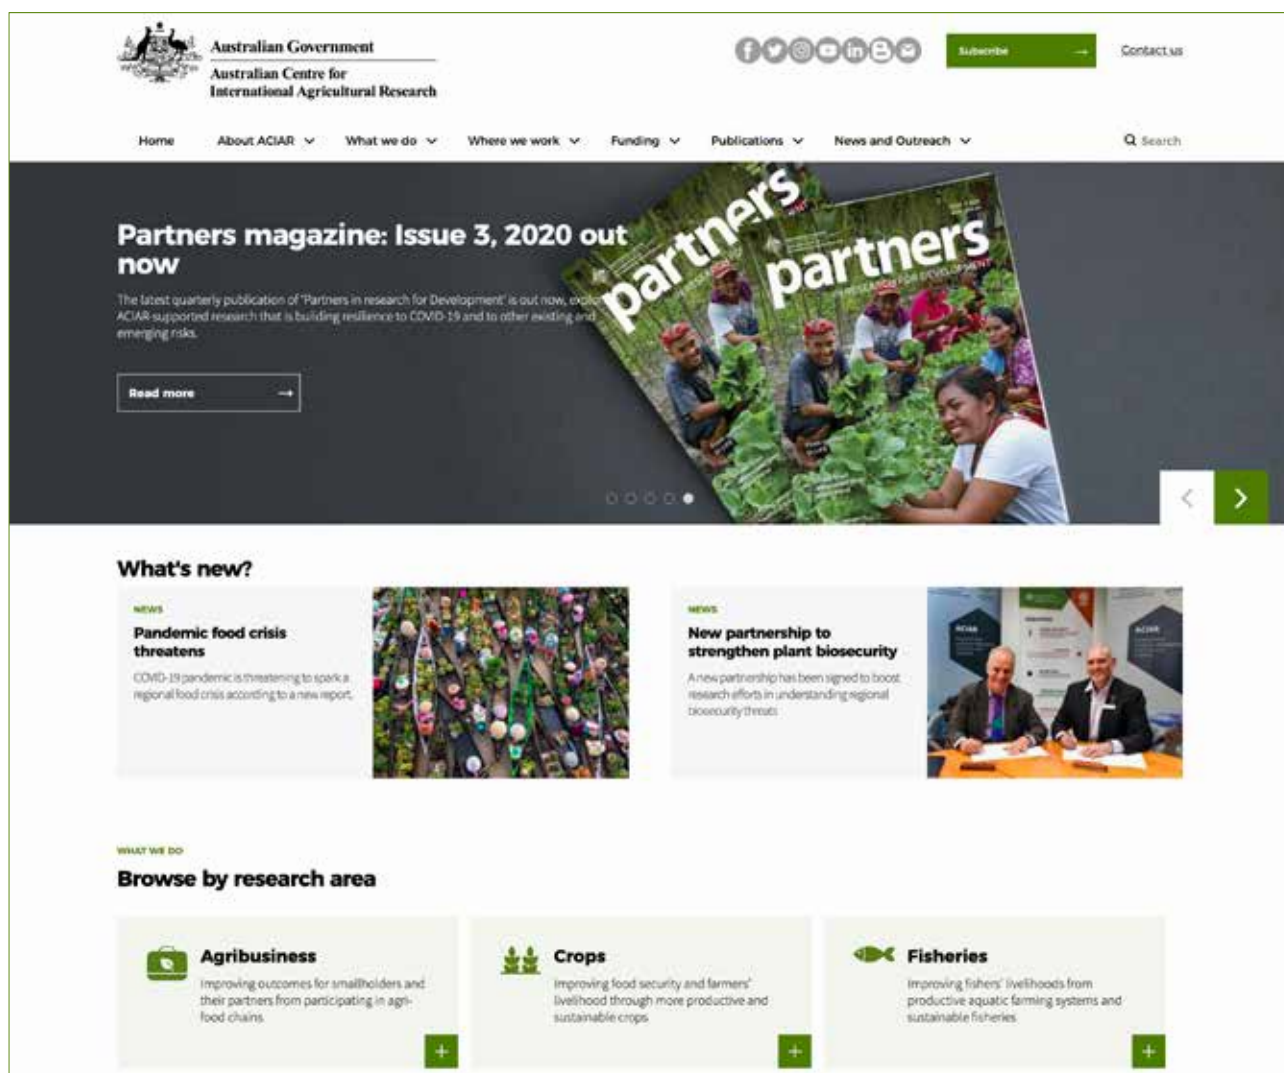 Australian Government
Australian Centre for
International Agricultural Research
Subscribe
Contact us
Home
About ACIAR
What we do
Where we work
Funding
Publications
News and Outreach
Search
Partners magazine: Issue 3, 2020 out
now
The latest quarterly publication of 'Partners in research for Development' is out now, explore
ACIAR-supported research that is building resilience to COVID-19 and to other existing and
emerging risks.
Read more
partners
partners
RESEARCH FOR DEVELOPMENT
What's new?
NEWS
Pandemic food crisis
threatens
COVID-19 pandemic is threatening to spark a
regional food crisis according to a new report.
NEWS
New partnership to
strengthen plant biosecurity
A new partnership has been signed to boost
research efforts in understanding regional
biosecurity threats
ACIAR
ACIAR
WHAT WE DO
Browse by research area
Agribusiness
Improving outcomes for smallholders and
their partners from participating in agri-
food chains
Crops
Improving food security and farmers'
livelihood through more productive and
sustainable crops
Fisheries
Improving fishers' livelihoods from
productive aquatic farming systems and
sustainable fisheries